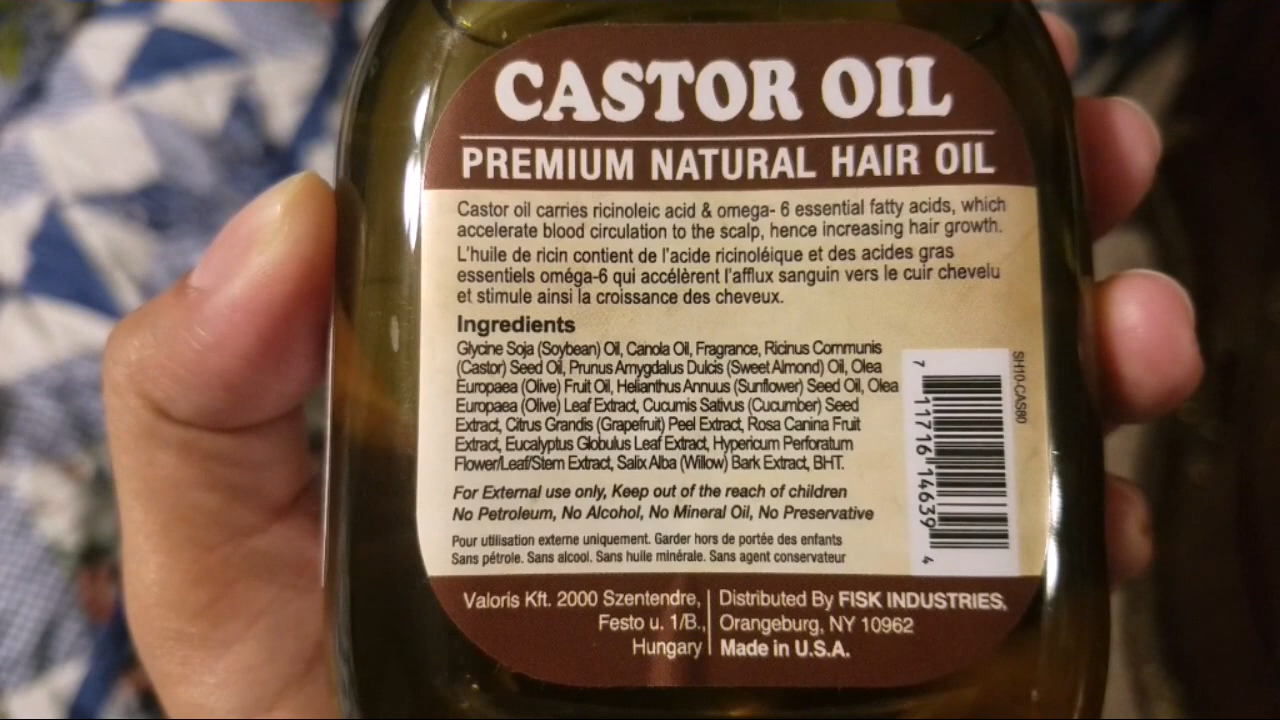 CASTOR OIL
PREMIUM NATURAL HAIR OIL
Castor oil carries ricinoleic acid & omega- 6 essential fatty acids, which
accelerate blood circulation to the scalp, hence increasing hair growth.
L'huile de ricin contient de l'acide ricinoléique et des acides gras
essentiels oméga-6 qui accélèrent l'afflux sanguin vers le cuir chevelu
et stimule ainsi la croissance des cheveux.
Ingredients
Glycine Soja (Soybean) Oil, Canola Oil, Fragrance, Ricinus Communis
(Castor) Seed Oil, Prunus Amygdalus Dulcis (Sweet Almond) Oil, Olea
Europaea (Olive) Fruit Oil, Helianthus Annuus (Sunflower) Seed Oil, Olea
Europaea (Olive) Leaf Extract, Cucumis Sativus (Cucumber) Seed
Extract, Citrus Grandis (Grapefruit) Peel Extract, Rosa Canina Fruit
Extract, Eucalyptus Globulus Leaf Extract, Hypericum Perforatum
Flower/Leaf/Stem Extract, Salix Alba (Willow) Bark Extract, BHT.
For External use only, Keep out of the reach of children
No Petroleum, No Alcohol, No Mineral Oil, No Preservative
Pour utilisation externe uniquement. Garder hors de portée des enfants
Sans pétrole. Sans alcool. Sans huile minérale. Sans agent conservateur
7 11716 14639 4
SH10-CAS80
Valoris Kft. 2000 Szentendre,
Festo u. 1/B.,
Hungary
Distributed By FISK INDUSTRIES,
Orangeburg, NY 10962
Made in U.S.A.